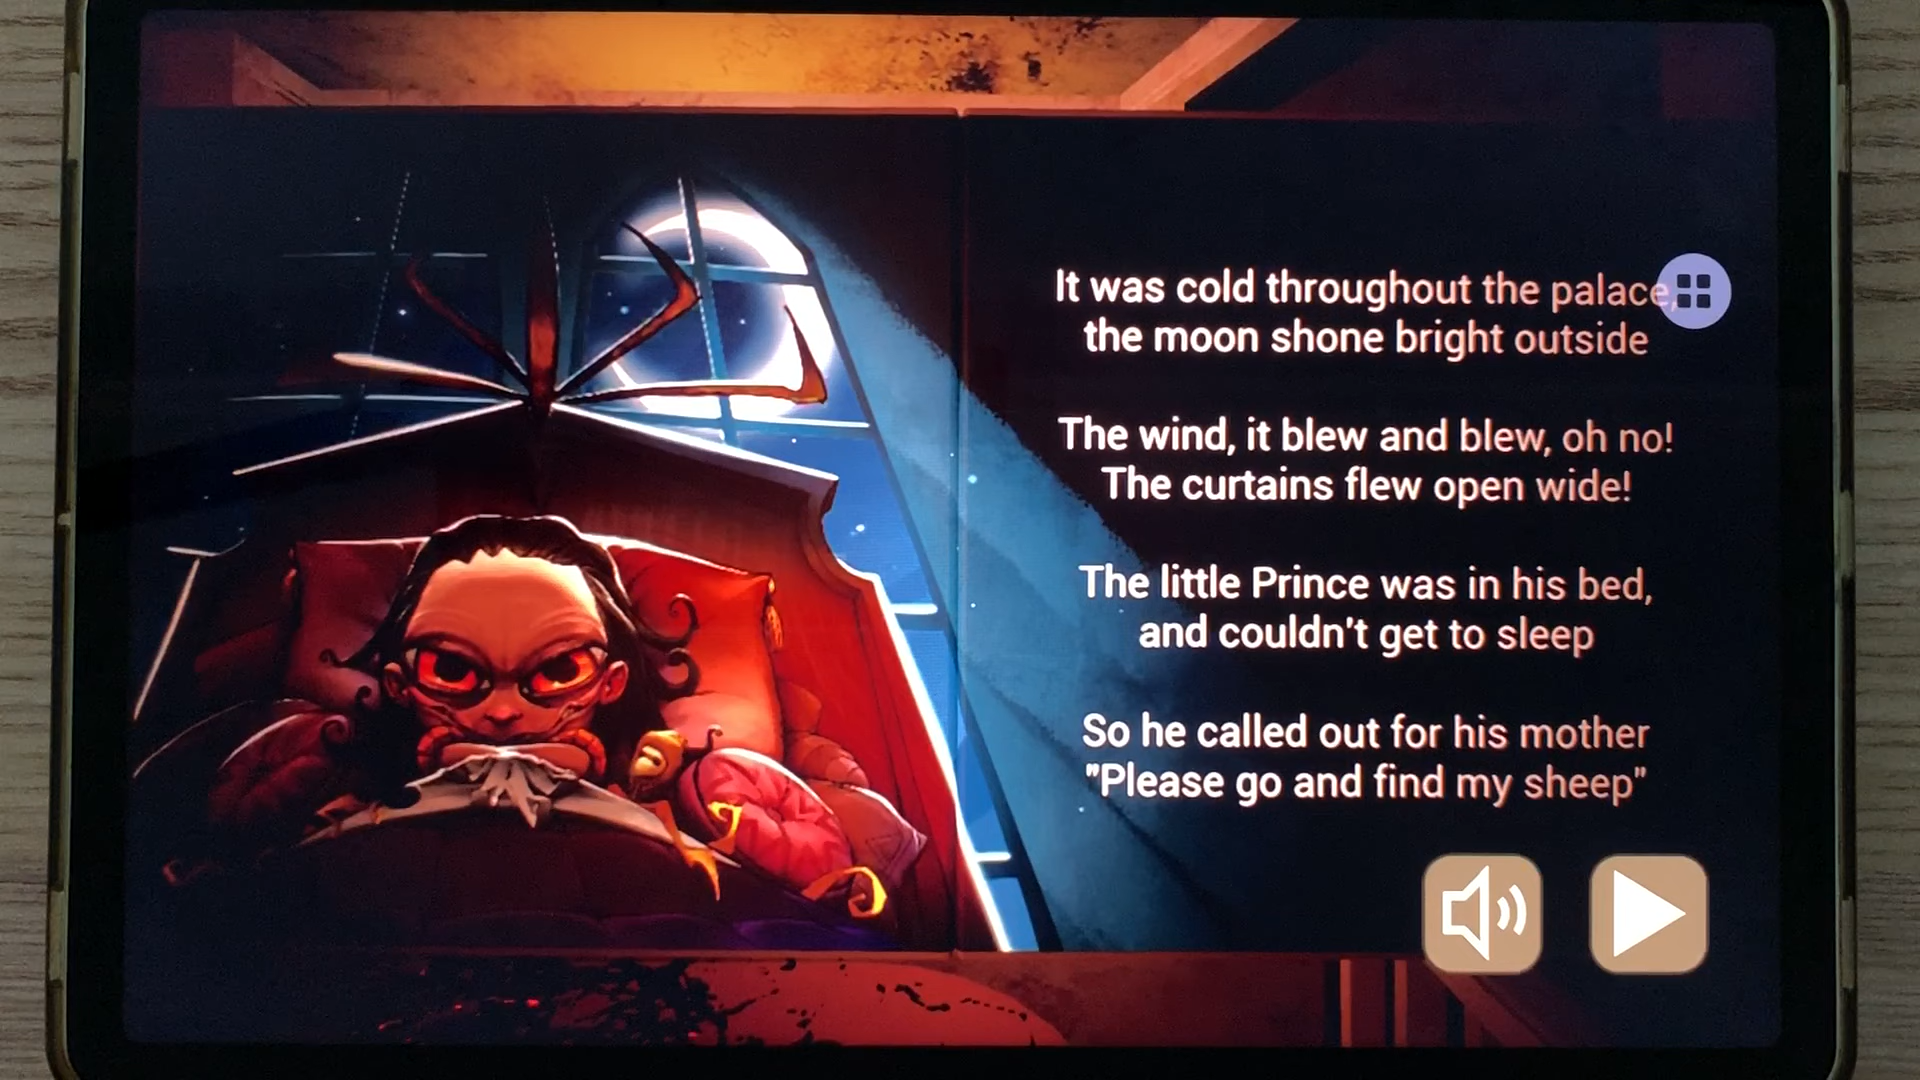 It was cold throughout the palace,
the moon shone bright outside
The wind, it blew and blew, oh no!
The curtains flew open wide!
The little Prince was in his bed,
and couldn't get to sleep
So he called out for his mother
"Please go and find my sheep"